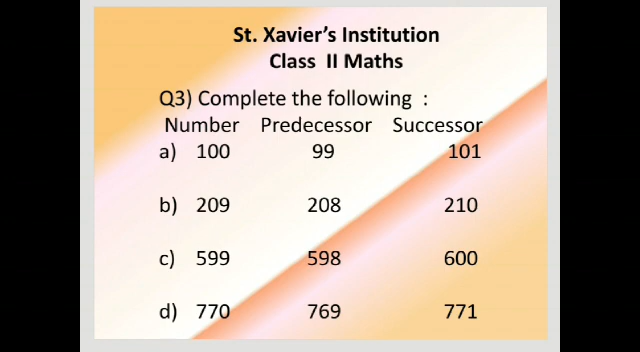 St. Xavier's Institution
Class II Maths
Q3) Complete the following :
Number Predecessor Successor
a) 100 99 101
b) 209 208 210
c) 599 598 600
d) 770 769 771